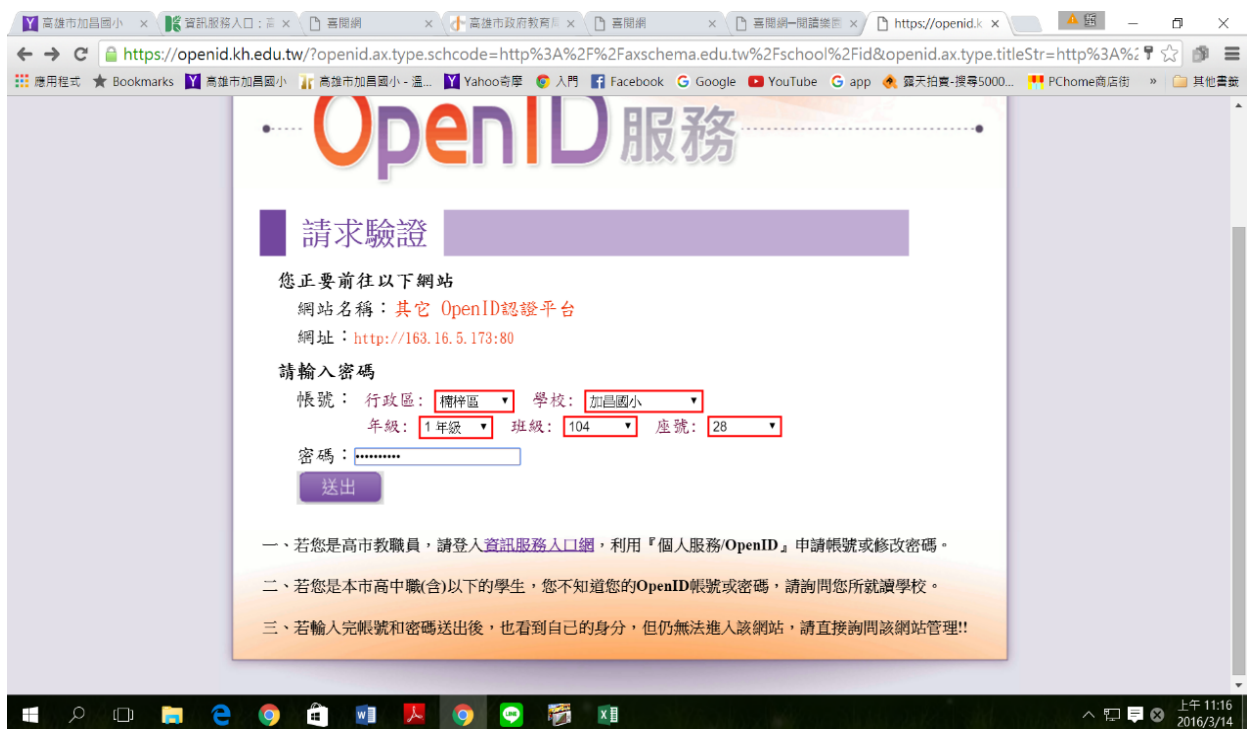 高雄市加昌國小
資訊服務入口：高
喜閱網
高雄市政府教育局
喜閱網
喜閱網—閱讀樂園
https://openid.k
https://openid.kh.edu.tw/?openid.ax.type.schcode=http%3A%2F%2Faxschema.edu.tw%2Fschool%2Fid&openid.ax.type.titleStr=http%3A%2
應用程式 Bookmarks 高雄市加昌國小 高雄市加昌國小 - 溫... Yahoo奇摩 入門 Facebook Google YouTube app 露天拍賣-搜尋5000... PChome商店街 » 其他書籤
OpenID服務
請求驗證
您正要前往以下網站
網站名稱：其它 OpenID認證平台
網址：http://163.16.5.173:80
請輸入密碼
帳號： 行政區: 楠梓區 學校: 加昌國小
年級: 1 年級 班級: 104 座號: 28
密碼：••••••••••
送出
一、若您是高市教職員，請登入資訊服務入口網，利用『個人服務/OpenID』申請帳號或修改密碼。
二、若您是本市高中職(含)以下的學生，您不知道您的OpenID帳號或密碼，請詢問您所就讀學校。
三、若輸入完帳號和密碼送出後，也看到自己的身分，但仍無法進入該網站，請直接詢問該網站管理!!
上午 11:16
2016/3/14